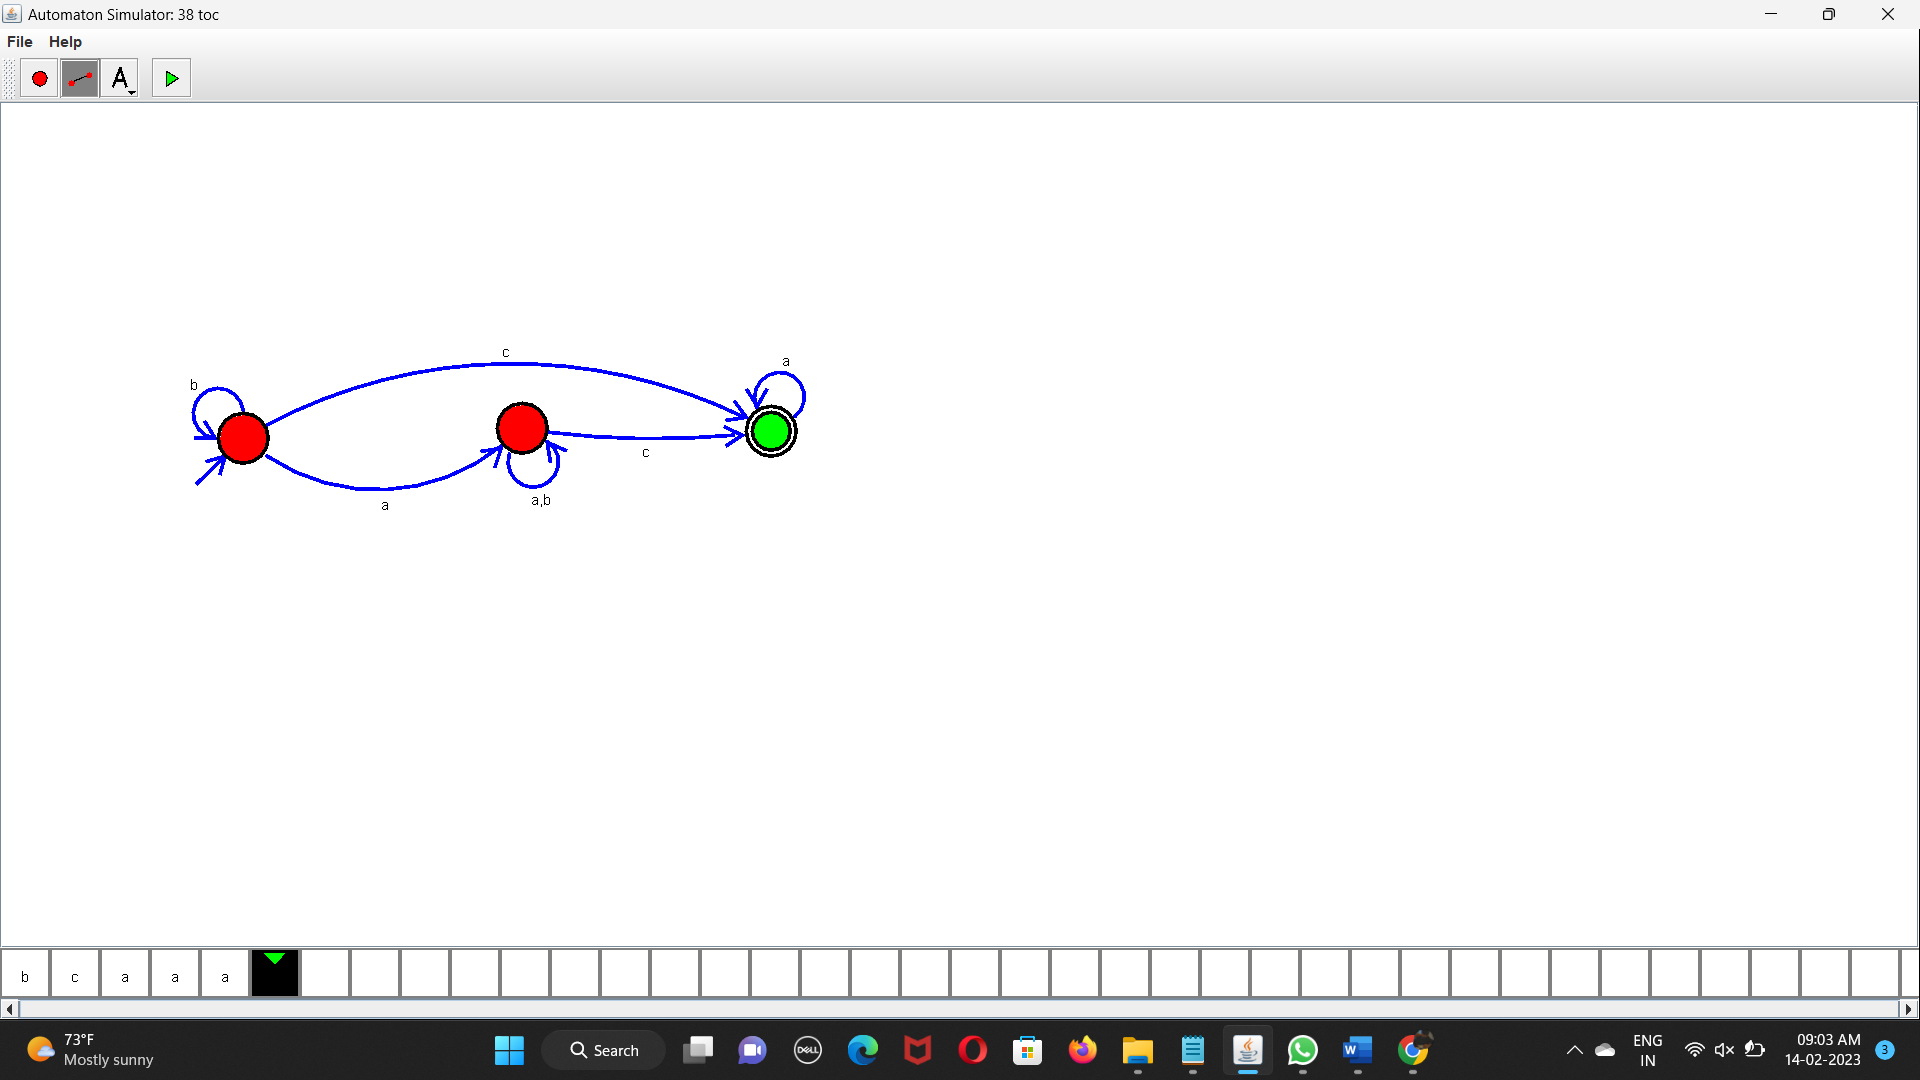 Automaton Simulator: 38 toc
File Help
A
c
a
b
c
a,b
a
b c a a a
73°F
Mostly sunny
Search
DELL
W
ENG
IN
09:03 AM
14-02-2023
3